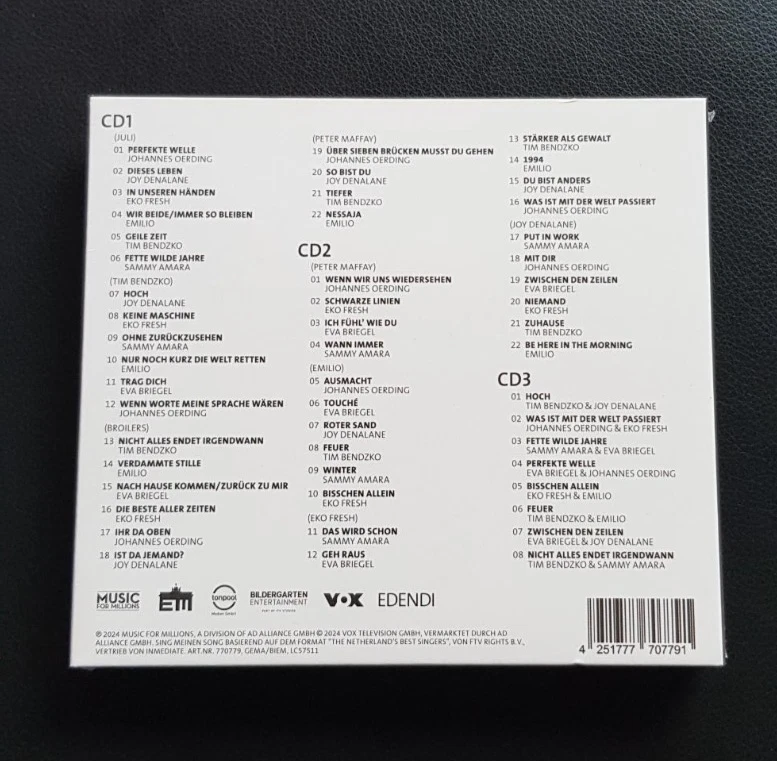 CD1
(JULI)
01 PERFEKTE WELLE
JOHANNES OERDING
02 DIESES LEBEN
JOY DENALANE
03 IN UNSEREN HÄNDEN
EKO FRESH
04 WIR BEIDE/IMMER SO BLEIBEN
EMILIO
05 GEILE ZEIT
TIM BENDZKO
06 FETTE WILDE JAHRE
SAMMY AMARA
(TIM BENDZKO)
07 HOCH
JOY DENALANE
08 KEINE MASCHINE
EKO FRESH
09 OHNE ZURÜCKZUSEHEN
SAMMY AMARA
10 NUR NOCH KURZ DIE WELT RETTEN
EMILIO
11 TRAG DICH
EVA BRIEGEL
12 WENN WORTE MEINE SPRACHE WÄREN
JOHANNES OERDING
(BROILERS)
13 NICHT ALLES ENDET IRGENDWANN
TIM BENDZKO
14 VERDAMMTE STILLE
EMILIO
15 NACH HAUSE KOMMEN/ZURÜCK ZU MIR
EVA BRIEGEL
16 DIE BESTE ALLER ZEITEN
EKO FRESH
17 IHR DA OBEN
JOHANNES OERDING
18 IST DA JEMAND?
JOY DENALANE
(PETER MAFFAY)
19 ÜBER SIEBEN BRÜCKEN MUSST DU GEHEN
JOHANNES OERDING
20 SO BIST DU
JOY DENALANE
21 TIEFER
TIM BENDZKO
22 NESSAJA
EMILIO
CD2
(PETER MAFFAY)
01 WENN WIR UNS WIEDERSEHEN
JOHANNES OERDING
02 SCHWARZE LINIEN
EKO FRESH
03 ICH FÜHL' WIE DU
EVA BRIEGEL
04 WANN IMMER
SAMMY AMARA
(EMILIO)
05 AUSMACHT
JOHANNES OERDING
06 TOUCHÉ
EVA BRIEGEL
07 ROTER SAND
JOY DENALANE
08 FEUER
TIM BENDZKO
09 WINTER
SAMMY AMARA
10 BISSCHEN ALLEIN
EKO FRESH
(EKO FRESH)
11 DAS WIRD SCHON
SAMMY AMARA
12 GEH RAUS
EVA BRIEGEL
13 STÄRKER ALS GEWALT
TIM BENDZKO
14 1994
EMILIO
15 DU BIST ANDERS
JOY DENALANE
16 WAS IST MIT DER WELT PASSIERT
JOHANNES OERDING
(JOY DENALANE)
17 PUT IN WORK
SAMMY AMARA
18 MIT DIR
JOHANNES OERDING
19 ZWISCHEN DEN ZEILEN
EVA BRIEGEL
20 NIEMAND
EKO FRESH
21 ZUHAUSE
TIM BENDZKO
22 BE HERE IN THE MORNING
EMILIO
CD3
01 HOCH
TIM BENDZKO & JOY DENALANE
02 WAS IST MIT DER WELT PASSIERT
JOHANNES OERDING & EKO FRESH
03 FETTE WILDE JAHRE
SAMMY AMARA & EVA BRIEGEL
04 PERFEKTE WELLE
EVA BRIEGEL & JOHANNES OERDING
05 BISSCHEN ALLEIN
EKO FRESH & EMILIO
06 FEUER
TIM BENDZKO & EMILIO
07 ZWISCHEN DEN ZEILEN
EVA BRIEGEL & JOY DENALANE
08 NICHT ALLES ENDET IRGENDWANN
TIM BENDZKO & SAMMY AMARA
MUSIC
FOR MILLIONS
EM
tonpool
Medien GmbH
BILDERGARTEN
ENTERTAINMENT
VOX
EDENDI
℗ 2024 MUSIC FOR MILLIONS, A DIVISION OF AD ALLIANCE GMBH © 2024 VOX TELEVISION GMBH, VERMARKTET DURCH AD
ALLIANCE GMBH. SING MEINEN SONG BASIEREND AUF DEM FORMAT "THE NETHERLAND'S BEST SINGERS", VON FTV RIGHTS B.V.,
VERTRIEB VON INMEDIATE. ART.NR. 770779, GEMA/BIEM, LC57511
4 251777 707791